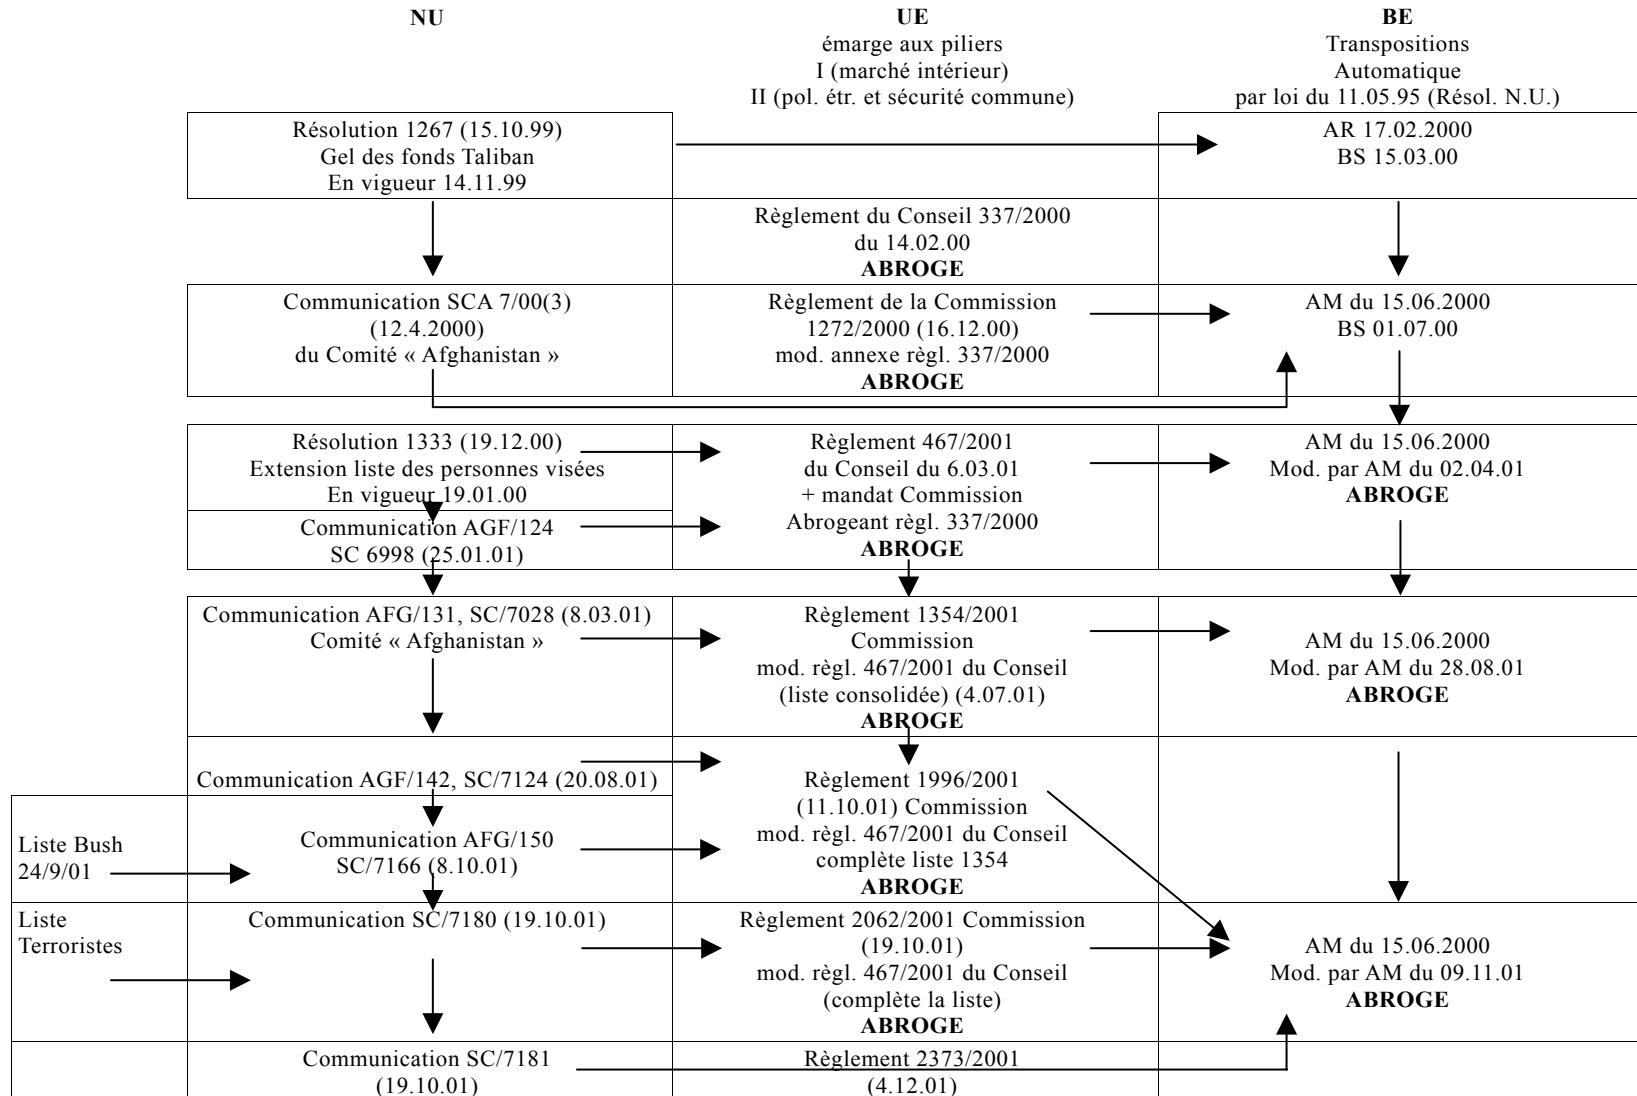 NU
UE
émarge aux piliers
I (marché intérieur)
II (pol. étr. et sécurité commune)
BE
Transpositions
Automatique
par loi du 11.05.95 (Résol. N.U.)
Résolution 1267 (15.10.99)
Gel des fonds Taliban
En vigueur 14.11.99
AR 17.02.2000
BS 15.03.00
Règlement du Conseil 337/2000
du 14.02.00
ABROGE
Communication SCA 7/00(3)
(12.4.2000)
du Comité « Afghanistan »
Règlement de la Commission
1272/2000 (16.12.00)
mod. annexe règl. 337/2000
ABROGE
AM du 15.06.2000
BS 01.07.00
Résolution 1333 (19.12.00)
Extension liste des personnes visées
En vigueur 19.01.00
Communication AGF/124
SC 6998 (25.01.01)
Règlement 467/2001
du Conseil du 6.03.01
+ mandat Commission
Abrogeant règl. 337/2000
ABROGE
AM du 15.06.2000
Mod. par AM du 02.04.01
ABROGE
Communication AFG/131, SC/7028 (8.03.01)
Comité « Afghanistan »
Règlement 1354/2001
Commission
mod. règl. 467/2001 du Conseil
(liste consolidée) (4.07.01)
ABROGE
AM du 15.06.2000
Mod. par AM du 28.08.01
ABROGE
Communication AGF/142, SC/7124 (20.08.01)
Liste Bush
24/9/01
Communication AFG/150
SC/7166 (8.10.01)
Règlement 1996/2001
(11.10.01) Commission
mod. règl. 467/2001 du Conseil
complète liste 1354
ABROGE
Liste
Terroristes
Communication SC/7180 (19.10.01)
Règlement 2062/2001 Commission
(19.10.01)
mod. règl. 467/2001 du Conseil
(complète la liste)
ABROGE
AM du 15.06.2000
Mod. par AM du 09.11.01
ABROGE
Communication SC/7181
(19.10.01)
Règlement 2373/2001
(4.12.01)